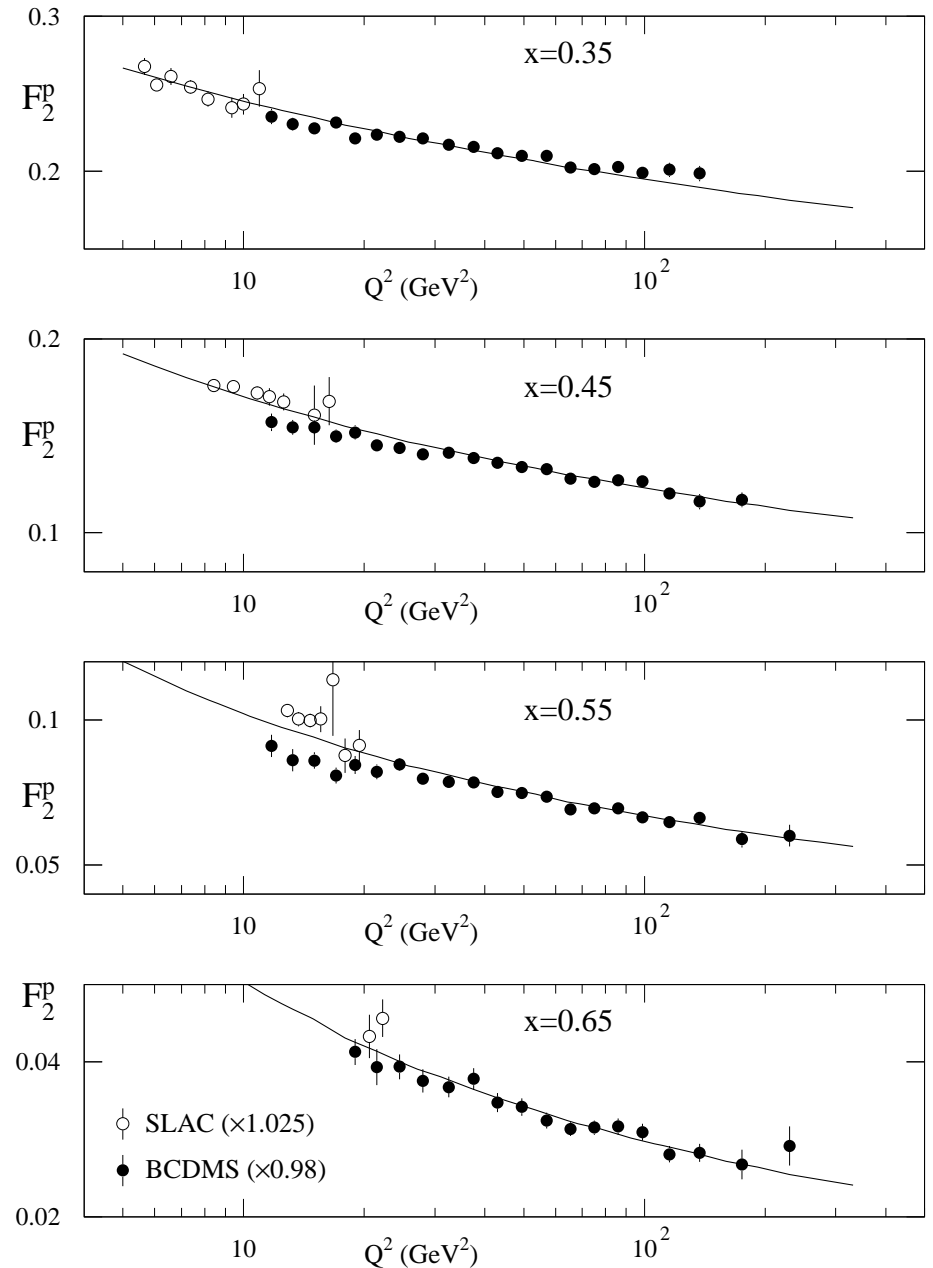 0.3
x=0.35
F₂ᵖ
0.2
10
10²
Q² (GeV²)
0.2
x=0.45
F₂ᵖ
0.1
10
10²
Q² (GeV²)
0.1
x=0.55
F₂ᵖ
0.05
10
10²
Q² (GeV²)
F₂ᵖ
x=0.65
0.04
SLAC (×1.025)
BCDMS (×0.98)
0.02
10
10²
Q² (GeV²)